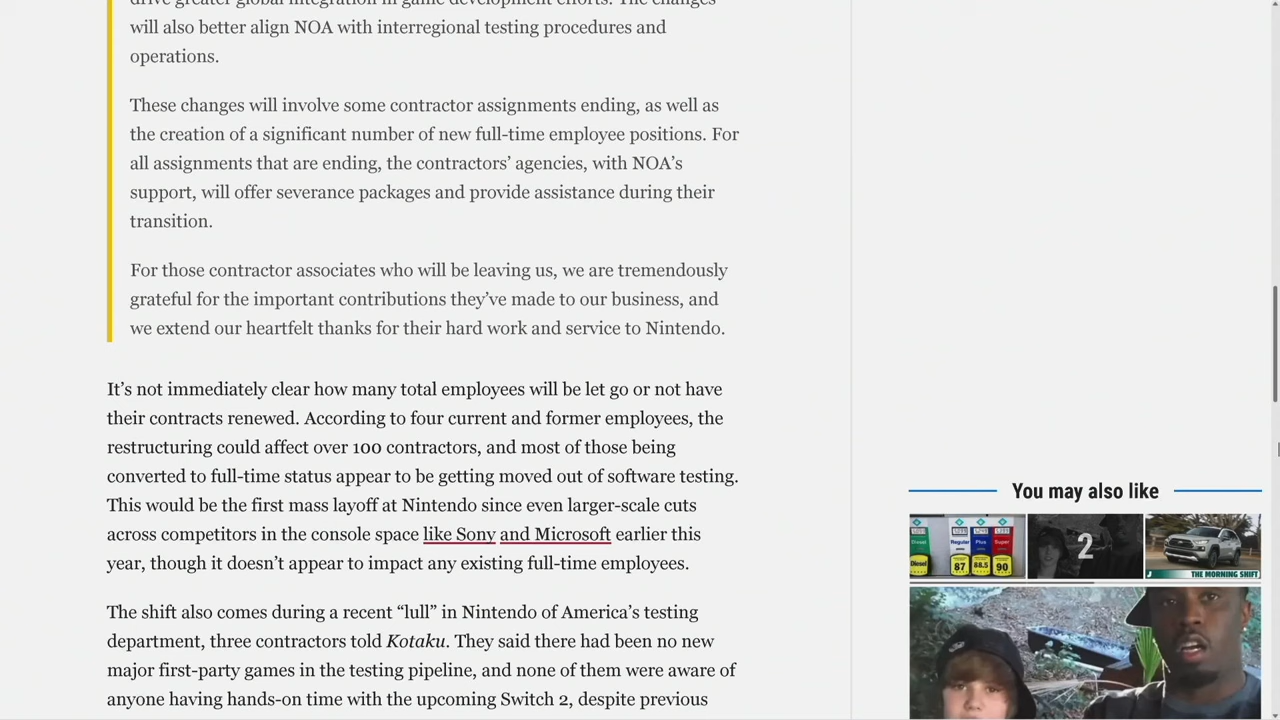 drive greater global integration in game development efforts. The changes
will also better align NOA with interregional testing procedures and
operations.
These changes will involve some contractor assignments ending, as well as
the creation of a significant number of new full-time employee positions. For
all assignments that are ending, the contractors’ agencies, with NOA’s
support, will offer severance packages and provide assistance during their
transition.
For those contractor associates who will be leaving us, we are tremendously
grateful for the important contributions they’ve made to our business, and
we extend our heartfelt thanks for their hard work and service to Nintendo.
It’s not immediately clear how many total employees will be let go or not have
their contracts renewed. According to four current and former employees, the
restructuring could affect over 100 contractors, and most of those being
converted to full-time status appear to be getting moved out of software testing.
This would be the first mass layoff at Nintendo since even larger-scale cuts
across competitors in the console space like Sony and Microsoft earlier this
year, though it doesn’t appear to impact any existing full-time employees.
The shift also comes during a recent “lull” in Nintendo of America’s testing
department, three contractors told Kotaku. They said there had been no new
major first-party games in the testing pipeline, and none of them were aware of
anyone having hands-on time with the upcoming Switch 2, despite previous
You may also like
Diesel
Regular Plus Super
Diesel 87 88.5 90
2
THE MORNING SHIFT